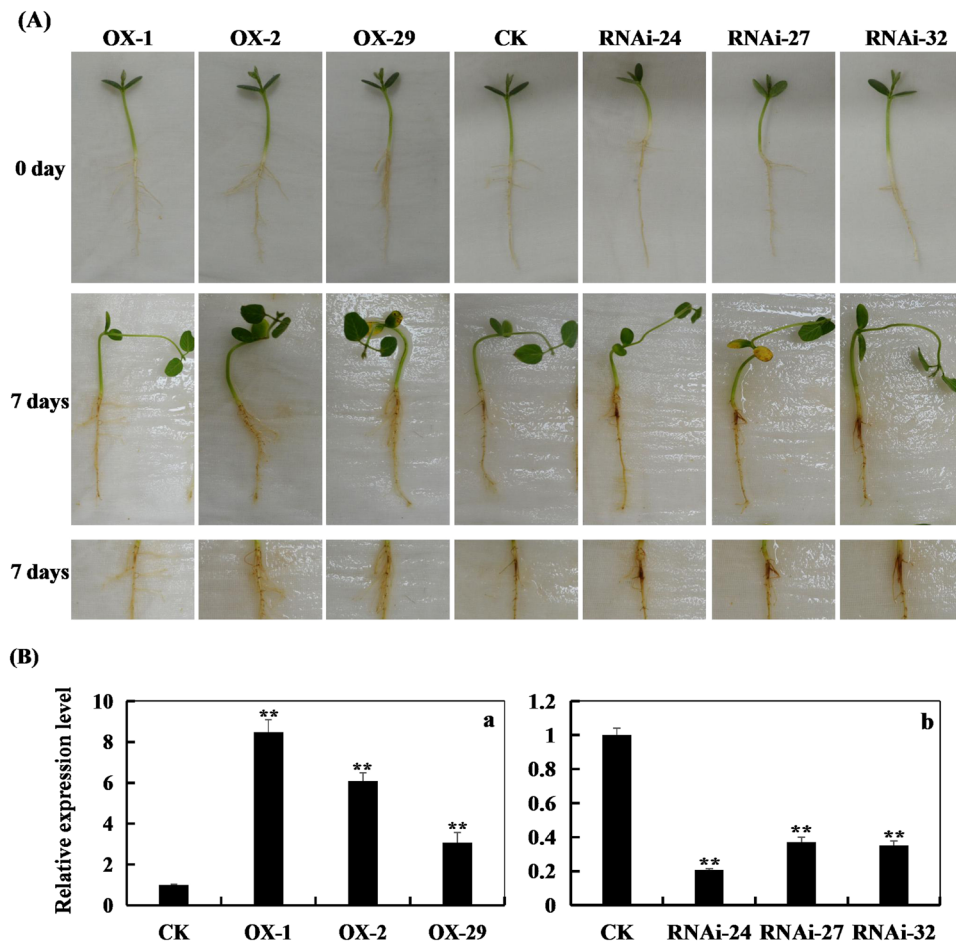 (A)
OX-1 OX-2 OX-29 CK RNAi-24 RNAi-27 RNAi-32
0 day
7 days
7 days
(B)
Relative expression level
10
8
6
4
2
0
** ** **
a
CK OX-1 OX-2 OX-29
1.2
1
0.8
0.6
0.4
0.2
0
** ** **
b
CK RNAi-24 RNAi-27 RNAi-32